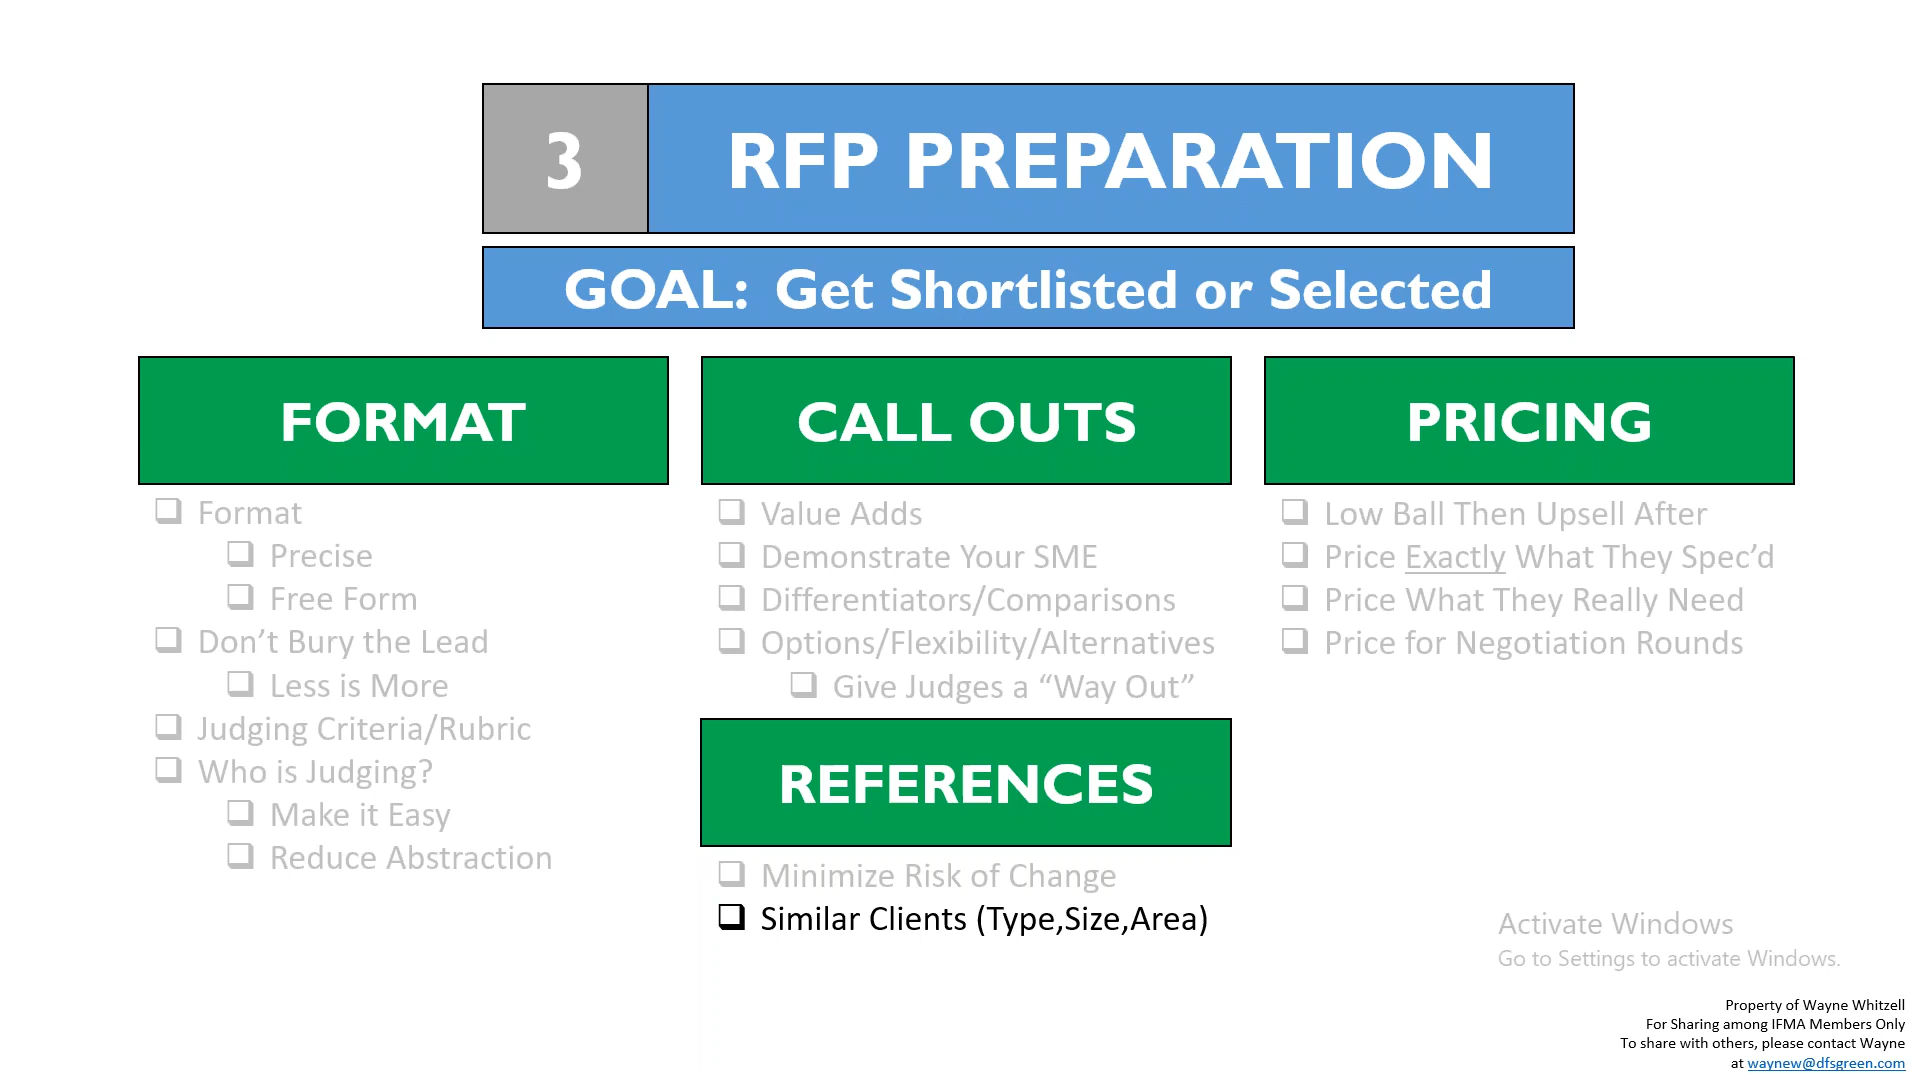 3
RFP PREPARATION
GOAL: Get Shortlisted or Selected
FORMAT
Format
Precise
Free Form
Don’t Bury the Lead
Less is More
Judging Criteria/Rubric
Who is Judging?
Make it Easy
Reduce Abstraction
CALL OUTS
Value Adds
Demonstrate Your SME
Differentiators/Comparisons
Options/Flexibility/Alternatives
Give Judges a “Way Out”
REFERENCES
Minimize Risk of Change
Similar Clients (Type,Size,Area)
PRICING
Low Ball Then Upsell After
Price Exactly What They Spec’d
Price What They Really Need
Price for Negotiation Rounds
Activate Windows
Go to Settings to activate Windows.
Property of Wayne Whitzell
For Sharing among IFMA Members Only
To share with others, please contact Wayne
at waynew@dfsgreen.com